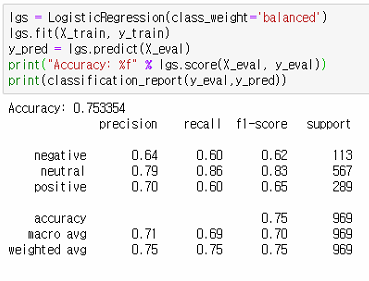 lgs = LogisticRegression(class_weight='balanced')
lgs.fit(X_train, y_train)
y_pred = lgs.predict(X_eval)
print("Accuracy: %f" % lgs.score(X_eval, y_eval))
print(classification_report(y_eval,y_pred))
Accuracy: 0.753354
precision recall f1-score support
negative 0.64 0.60 0.62 113
neutral 0.79 0.86 0.83 567
positive 0.70 0.60 0.65 289
accuracy 0.75 969
macro avg 0.71 0.69 0.70 969
weighted avg 0.75 0.75 0.75 969